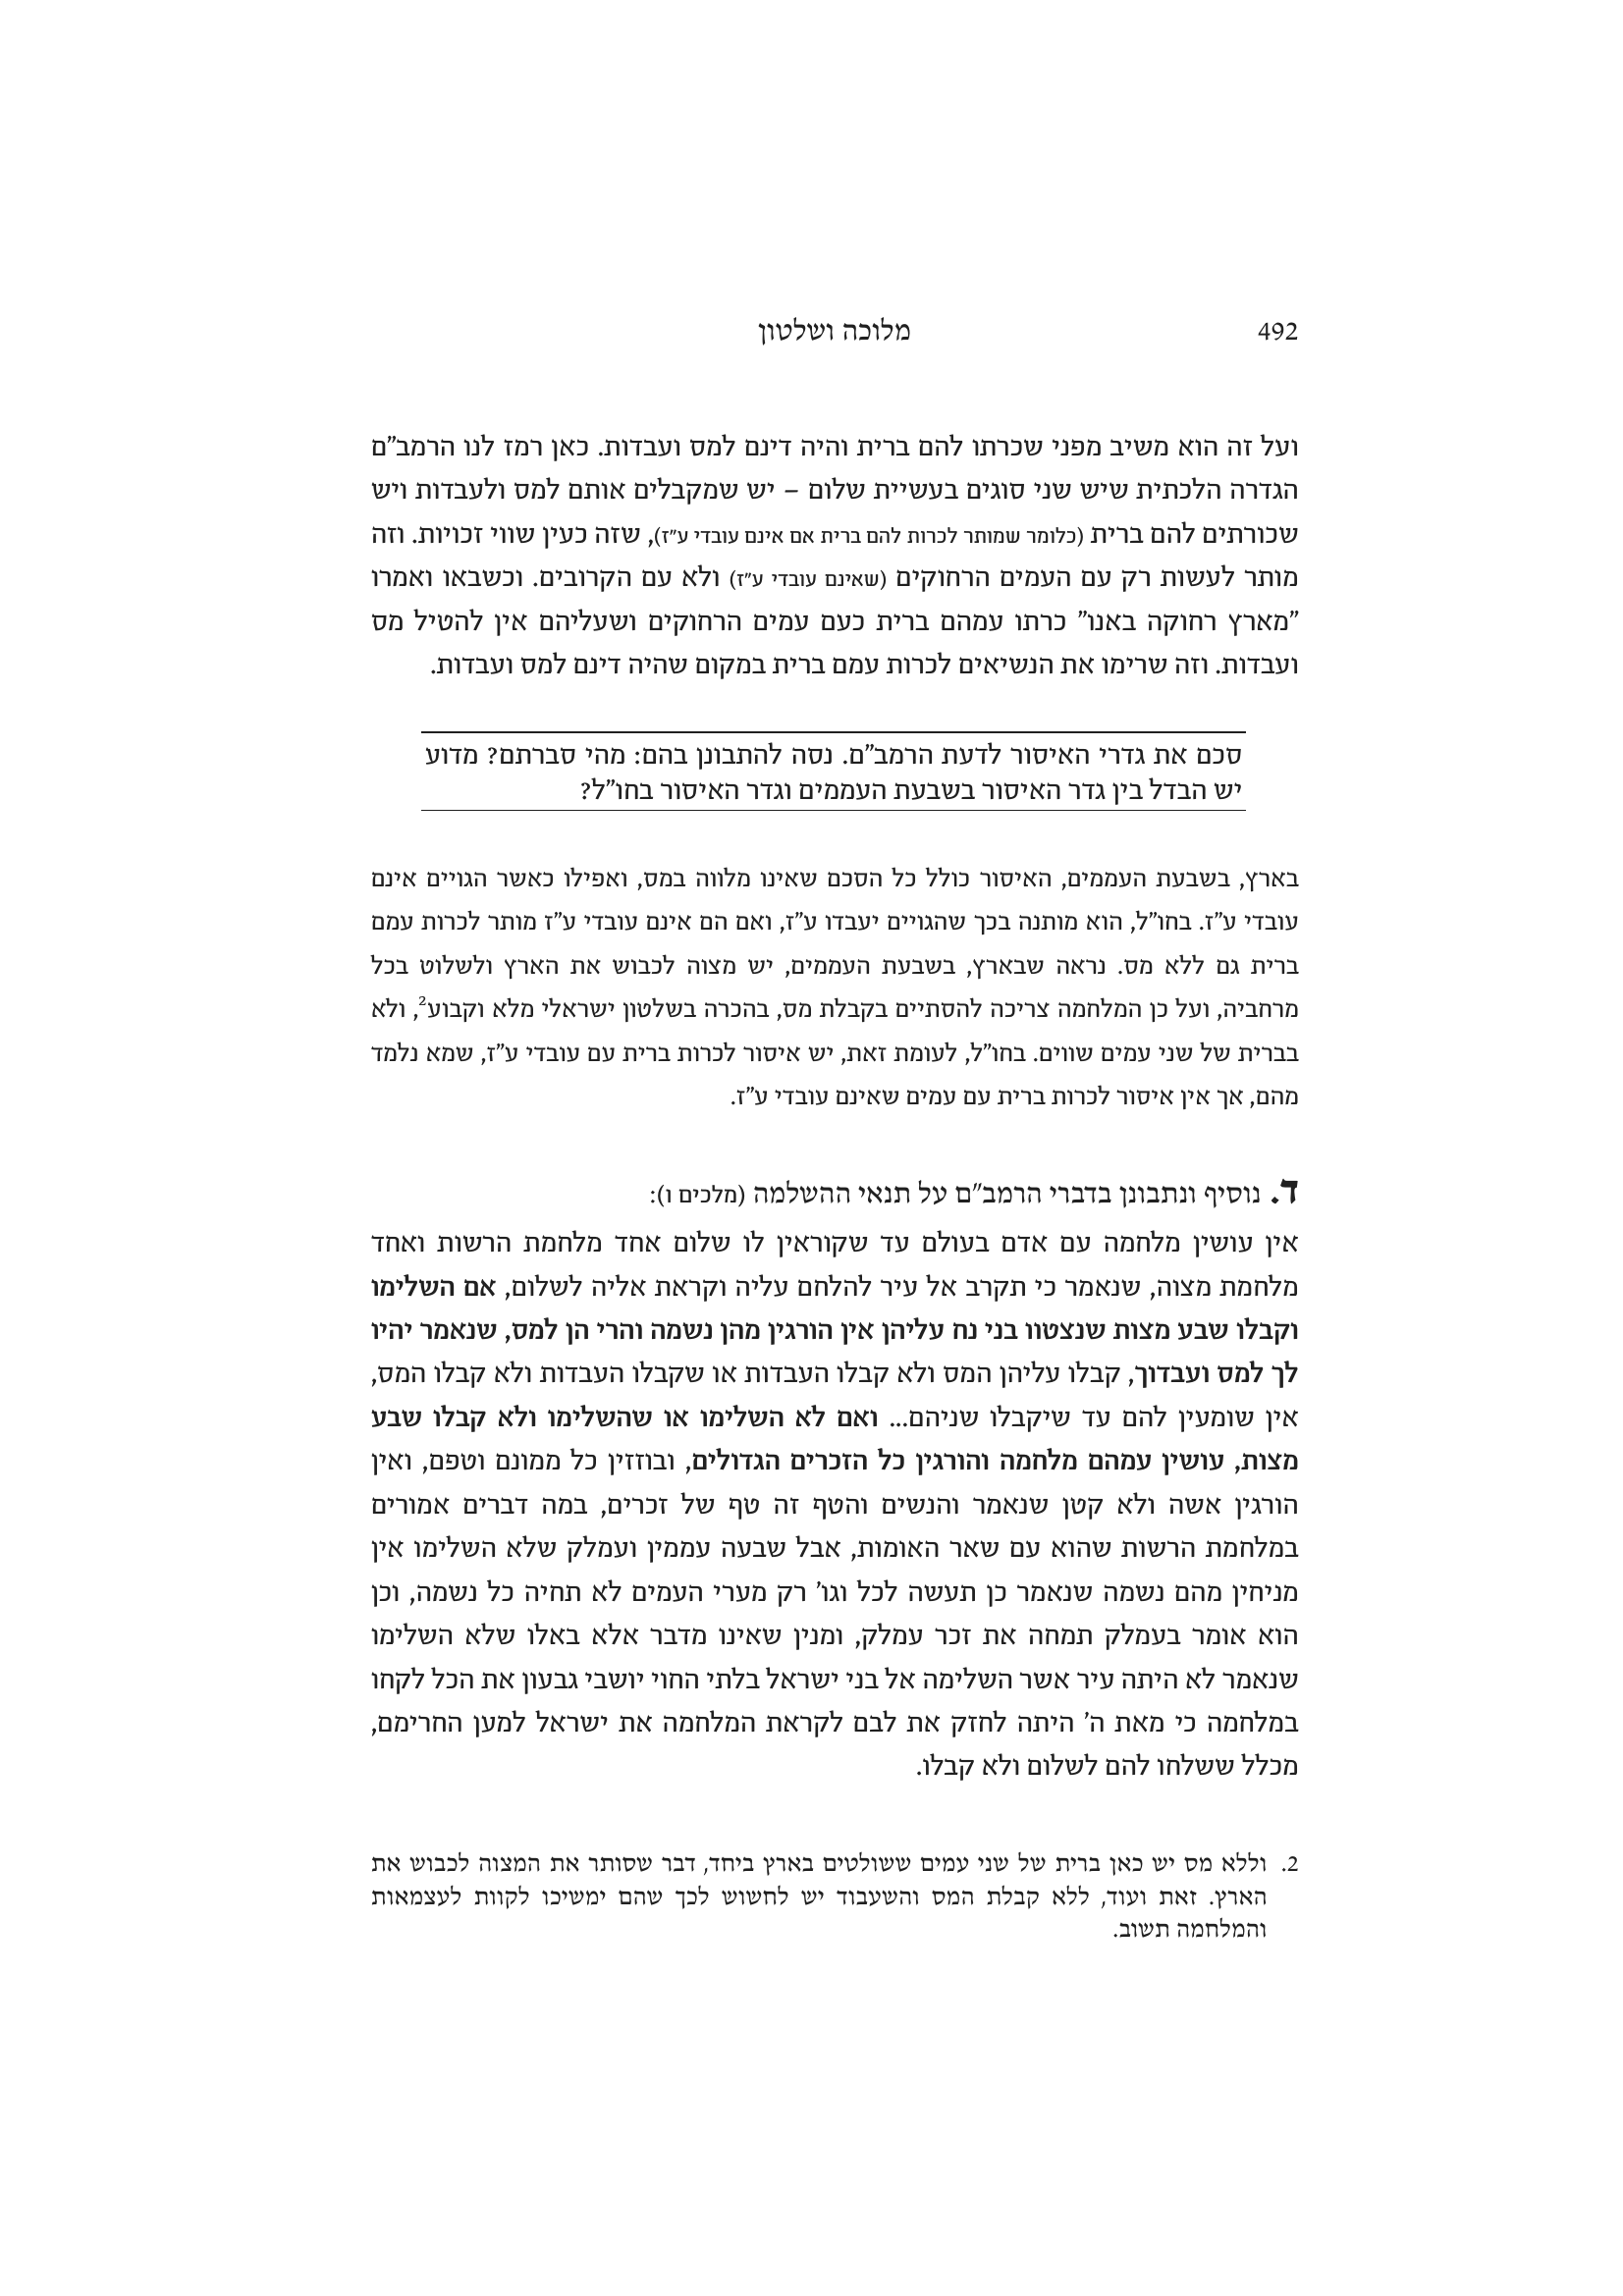 492
מלוכה ושלטון
ועל זה הוא משיב מפני שכרתו להם ברית והיה דינם למס ועבדות. כאן רמז לנו הרמב"ם
הגדרה הלכתית שיש שני סוגים בעשיית שלום – יש שמקבלים אותם למס ולעבדות ויש
שכורתים להם ברית (כלומר שמותר לכרות להם ברית אם אינם עובדי ע"ז), שזה כעין שווי זכויות. וזה
מותר לעשות רק עם העמים הרחוקים (שאינם עובדי ע"ז) ולא עם הקרובים. וכשבאו ואמרו
"מארץ רחוקה באנו" כרתו עמהם ברית כעם עמים הרחוקים ושעליהם אין להטיל מס
ועבדות. וזה שרימו את הנשיאים לכרות עמם ברית במקום שהיה דינם למס ועבדות.
סכם את גדרי האיסור לדעת הרמב"ם. נסה להתבונן בהם: מהי סברתם? מדוע
יש הבדל בין גדר האיסור בשבעת העממים וגדר האיסור בחו"ל?
בארץ, בשבעת העממים, האיסור כולל כל הסכם שאינו מלווה במס, ואפילו כאשר הגויים אינם
עובדי ע"ז. בחו"ל, הוא מותנה בכך שהגויים יעבדו ע"ז, ואם הם אינם עובדי ע"ז מותר לכרות עמם
ברית גם ללא מס. נראה שבארץ, בשבעת העממים, יש מצוה לכבוש את הארץ ולשלוט בכל
מרחביה, ועל כן המלחמה צריכה להסתיים בקבלת מס, בהכרה בשלטון ישראלי מלא וקבוע², ולא
בברית של שני עמים שווים. בחו"ל, לעומת זאת, יש איסור לכרות ברית עם עובדי ע"ז, שמא נלמד
מהם, אך אין איסור לכרות ברית עם עמים שאינם עובדי ע"ז.
ד. נוסיף ונתבונן בדברי הרמב"ם על תנאי ההשלמה (מלכים ו):
אין עושין מלחמה עם אדם בעולם עד שקוראין לו שלום אחד מלחמת הרשות ואחד
מלחמת מצוה, שנאמר כי תקרב אל עיר להלחם עליה וקראת אליה לשלום, אם השלימו
וקבלו שבע מצות שנצטוו בני נח עליהן אין הורגין מהן נשמה והרי הן למס, שנאמר יהיו
לך למס ועבדוך, קבלו עליהן המס ולא קבלו העבדות או שקבלו העבדות ולא קבלו המס,
אין שומעין להם עד שיקבלו שניהם... ואם לא השלימו או שהשלימו ולא קבלו שבע
מצות, עושין עמהם מלחמה והורגין כל הזכרים הגדולים, ובוזזין כל ממונם וטפם, ואין
הורגין אשה ולא קטן שנאמר והנשים והטף זה טף של זכרים, במה דברים אמורים
במלחמת הרשות שהוא עם שאר האומות, אבל שבעה עממין ועמלק שלא השלימו אין
מניחין מהם נשמה שנאמר כן תעשה לכל וגו' רק מערי העמים לא תחיה כל נשמה, וכן
הוא אומר בעמלק תמחה את זכר עמלק, ומנין שאינו מדבר אלא באלו שלא השלימו
שנאמר לא היתה עיר אשר השלימה אל בני ישראל בלתי החוי יושבי גבעון את הכל לקחו
במלחמה כי מאת ה' היתה לחזק את לבם לקראת המלחמה את ישראל למען החרימם,
מכלל ששלחו להם לשלום ולא קבלו.
2. וללא מס יש כאן ברית של שני עמים ששולטים בארץ ביחד, דבר שסותר את המצוה לכבוש את
הארץ. זאת ועוד, ללא קבלת המס והשעבוד יש לחשוש לכך שהם ימשיכו לקוות לעצמאות
והמלחמה תשוב.